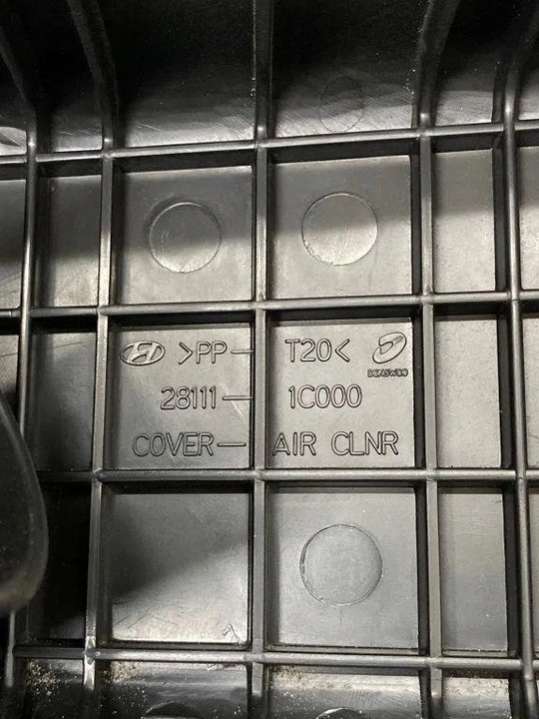 >PP- T20<
28111- 1C000
COVER- AIR CLNR